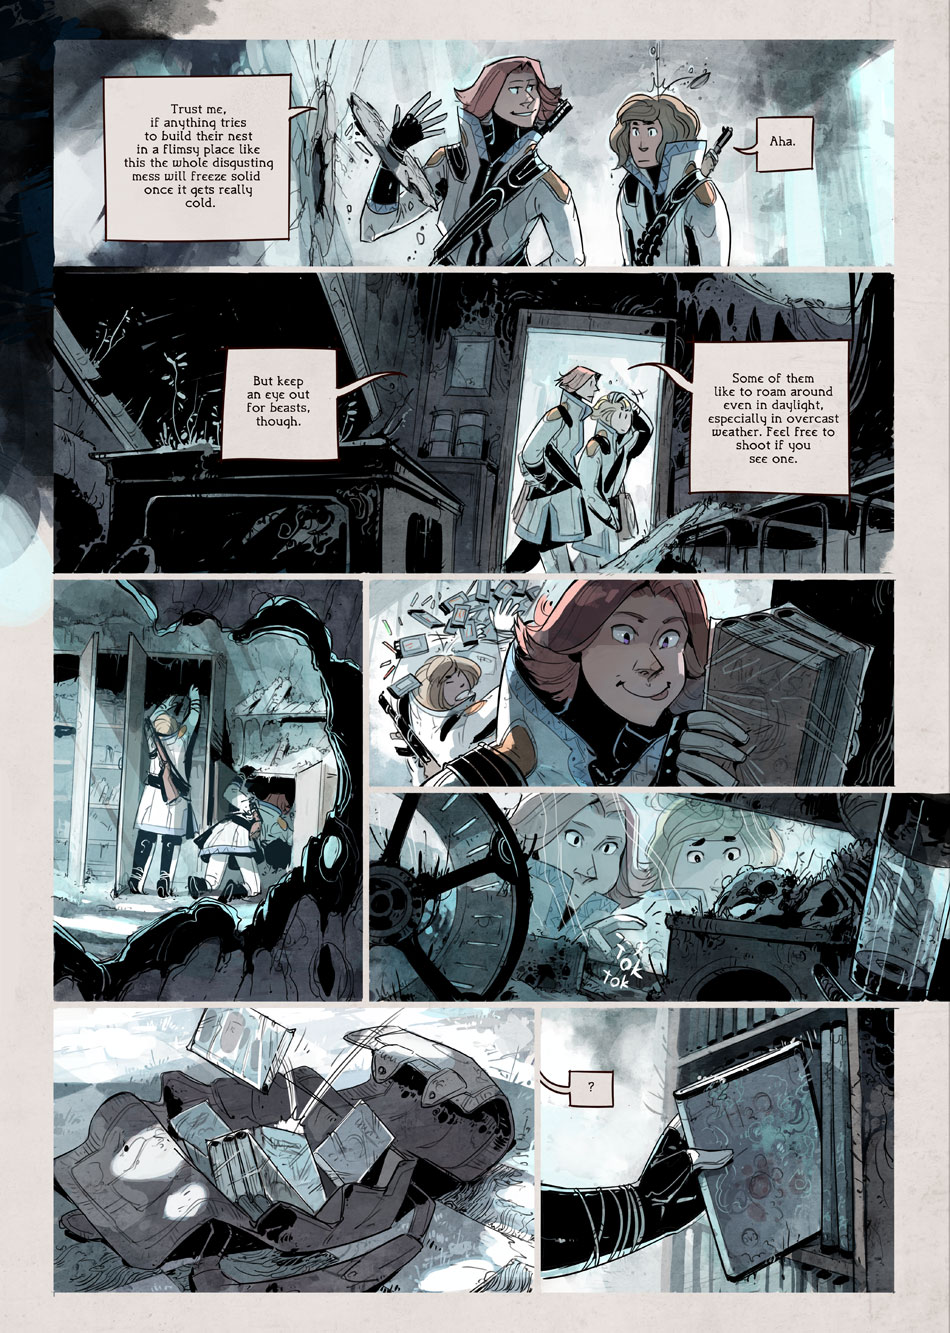 Trust me,
if anything tries
to build their nest
in a flimsy place like
this the whole disgusting
mess will freeze solid
once it gets really
cold.
Aha.
But keep
an eye out
for beasts,
though.
Some of them
like to roam around
even in daylight,
especially in overcast
weather. Feel free to
shoot if you
see one.
TOK
TOK
?